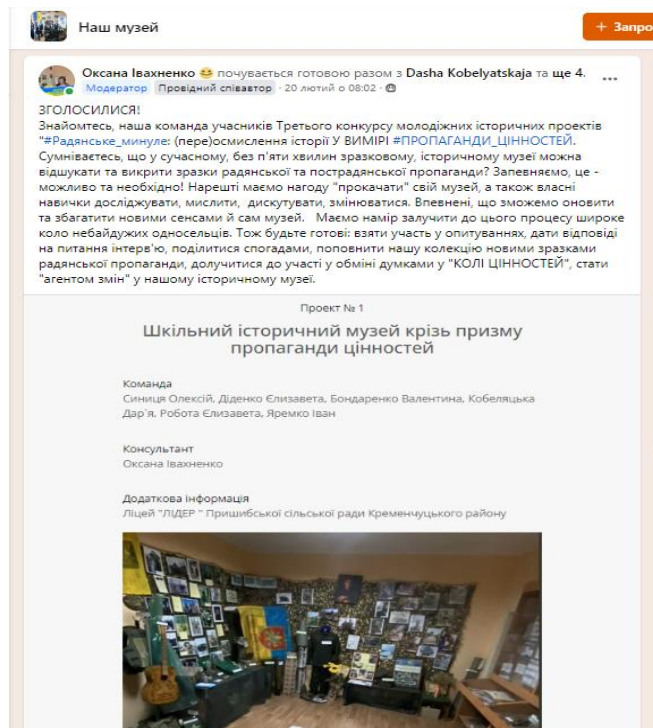 Наш музей
+ Запро
Оксана Івахненко 😄 почувається готовою разом з Dasha Kobelyatskaja та ще 4.
Модератор Провідний співавтор · 20 лютий о 08:02 ·
ЗГОЛОСИЛИСЯ!
Знайомтесь, наша команда учасників Третього конкурсу молодіжних історичних проектів
"#Радянське_минуле: (пере)осмислення історії У ВИМІРІ #ПРОПАГАНДИ_ЦІННОСТЕЙ.
Сумніваєтесь, що у сучасному, без п'яти хвилин зразковому, історичному музеї можна
відшукати та викрити зразки радянської та пострадянської пропаганди? Запевняємо, це -
можливо та необхідно! Нарешті маємо нагоду "прокачати" свій музей, а також власні
навички досліджувати, мислити, дискутувати, змінюватися. Впевнені, що зможемо оновити
та збагатити новими сенсами й сам музей. Маємо намір залучити до цього процесу широке
коло небайдужих односельців. Тож будьте готові: взяти участь у опитуваннях, дати відповіді
на питання інтерв'ю, поділитися спогадами, поповнити нашу колекцію новими зразками
радянської пропаганди, долучитися до участі у обміні думками у "КОЛІ ЦІННОСТЕЙ", стати
"агентом змін" у нашому історичному музеї.
Проект № 1
Шкільний історичний музей крізь призму
пропаганди цінностей
Команда
Синиця Олексій, Діденко Єлизавета, Бондаренко Валентина, Кобеляцька
Дар'я, Робота Єлизавета, Яремко Іван
Консультант
Оксана Івахненко
Додаткова інформація
Ліцей "ЛІДЕР " Пришибської сільської ради Кременчуцького району